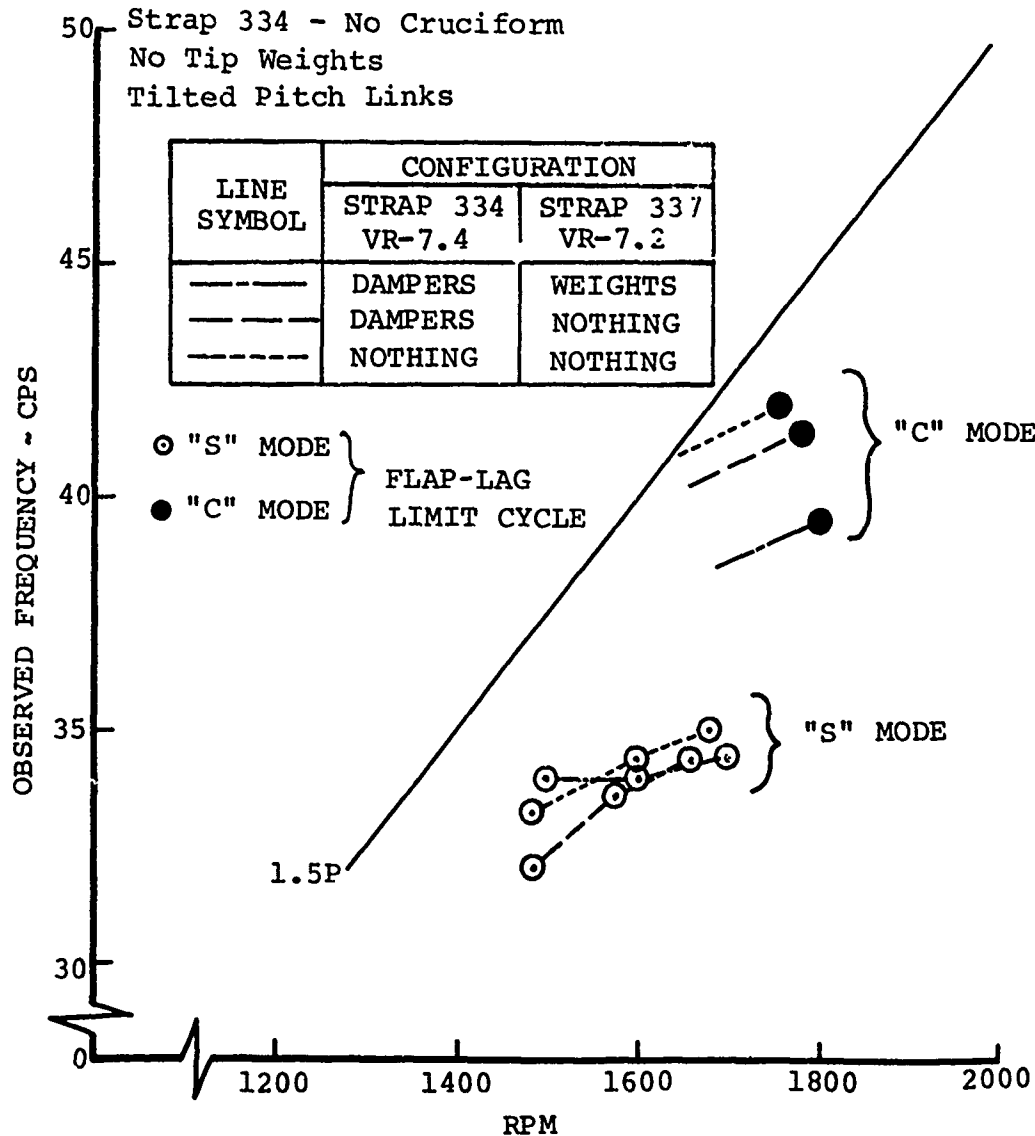 Strap 334 - No Cruciform
No Tip Weights
Tilted Pitch Links
LINE SYMBOL
CONFIGURATION
STRAP 334 VR-7.4
STRAP 337 VR-7.2
DAMPERS WEIGHTS
DAMPERS NOTHING
NOTHING NOTHING
"S" MODE
"C" MODE
FLAP-LAG
LIMIT CYCLE
"C" MODE
"S" MODE
1.5P
OBSERVED FREQUENCY - CPS
50
45
40
35
30
0
1200 1400 1600 1800 2000
RPM